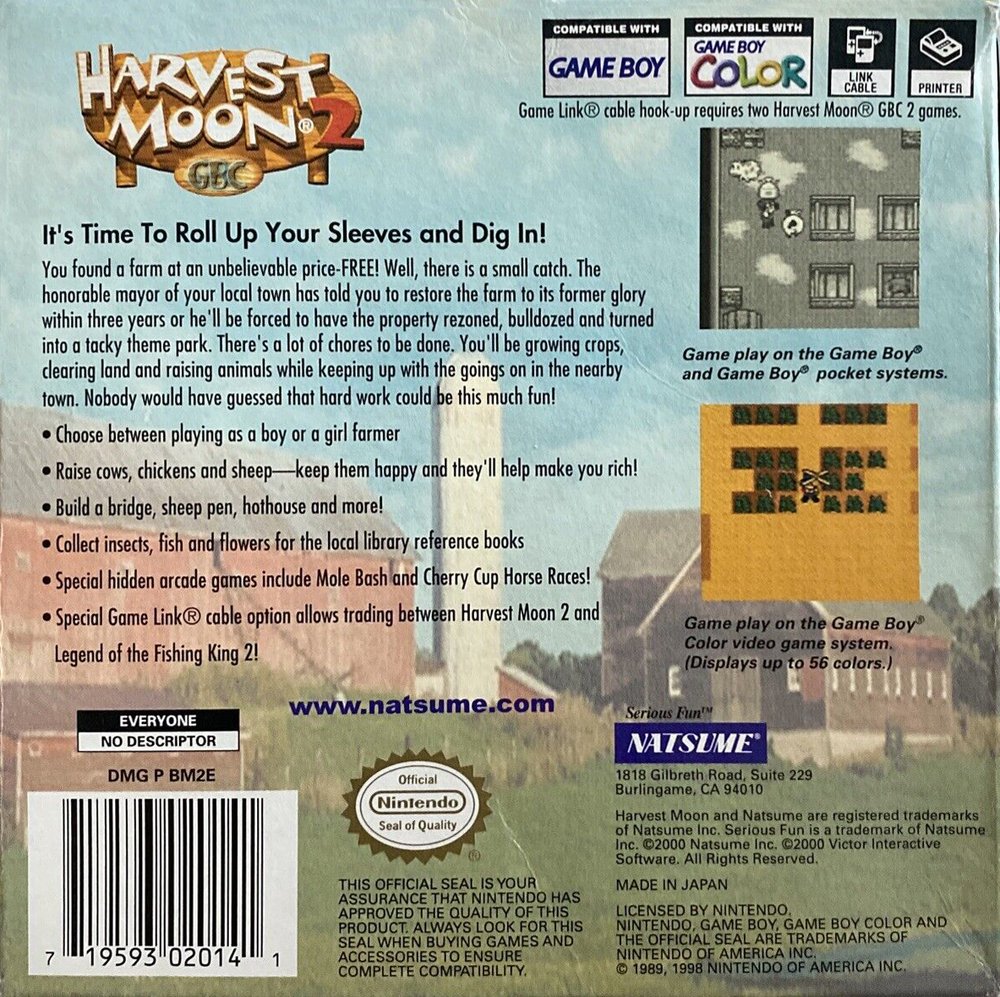 HARVEST
MOON® 2
GBC
COMPATIBLE WITH
GAME BOY
COMPATIBLE WITH
GAME BOY
COLOR
LINK
CABLE
PRINTER
Game Link® cable hook-up requires two Harvest Moon® GBC 2 games.
It's Time To Roll Up Your Sleeves and Dig In!
You found a farm at an unbelievable price-FREE! Well, there is a small catch. The
honorable mayor of your local town has told you to restore the farm to its former glory
within three years or he'll be forced to have the property rezoned, bulldozed and turned
into a tacky theme park. There's a lot of chores to be done. You'll be growing crops,
clearing land and raising animals while keeping up with the goings on in the nearby
town. Nobody would have guessed that hard work could be this much fun!
• Choose between playing as a boy or a girl farmer
• Raise cows, chickens and sheep—keep them happy and they'll help make you rich!
• Build a bridge, sheep pen, hothouse and more!
• Collect insects, fish and flowers for the local library reference books
• Special hidden arcade games include Mole Bash and Cherry Cup Horse Races!
• Special Game Link® cable option allows trading between Harvest Moon 2 and
Legend of the Fishing King 2!
Game play on the Game Boy®
and Game Boy® pocket systems.
Game play on the Game Boy®
Color video game system.
(Displays up to 56 colors.)
www.natsume.com
EVERYONE
NO DESCRIPTOR
DMG P BM2E
7 19593 02014 1
Official
Nintendo
Seal of Quality
®
THIS OFFICIAL SEAL IS YOUR
ASSURANCE THAT NINTENDO HAS
APPROVED THE QUALITY OF THIS
PRODUCT. ALWAYS LOOK FOR THIS
SEAL WHEN BUYING GAMES AND
ACCESSORIES TO ENSURE
COMPLETE COMPATIBILITY.
Serious Fun™
NATSUME®
1818 Gilbreth Road, Suite 229
Burlingame, CA 94010
Harvest Moon and Natsume are registered trademarks
of Natsume Inc. Serious Fun is a trademark of Natsume
Inc. ©2000 Natsume Inc. ©2000 Victor Interactive
Software. All Rights Reserved.
MADE IN JAPAN
LICENSED BY NINTENDO.
NINTENDO, GAME BOY, GAME BOY COLOR AND
THE OFFICIAL SEAL ARE TRADEMARKS OF
NINTENDO OF AMERICA INC.
© 1989, 1998 NINTENDO OF AMERICA INC.